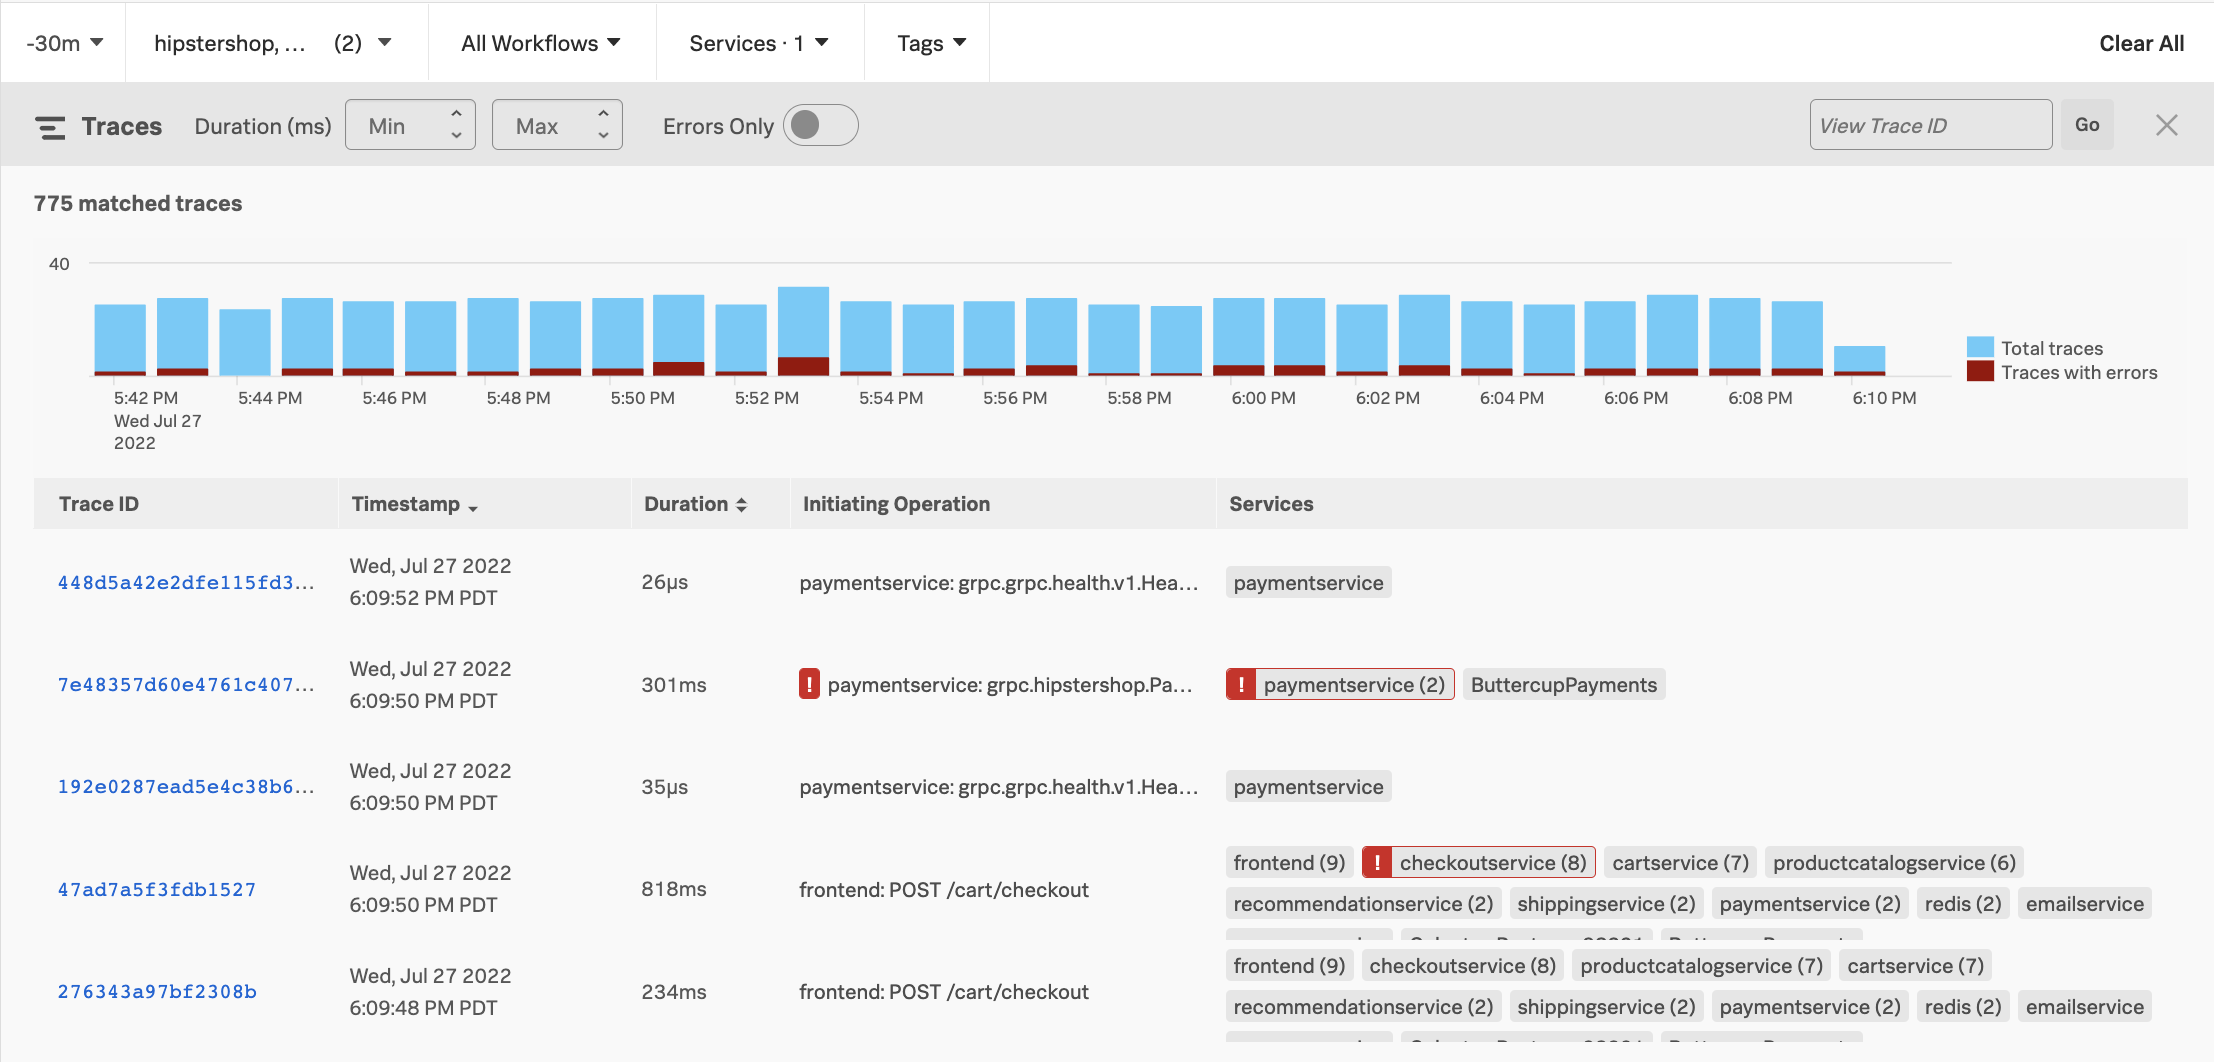 -30m hipstershop, ... (2) All Workflows Services · 1 Tags Clear All
Traces Duration (ms) Min Max Errors Only View Trace ID Go
775 matched traces
40
Total traces
Traces with errors
5:42 PM 5:44 PM 5:46 PM 5:48 PM 5:50 PM 5:52 PM 5:54 PM 5:56 PM 5:58 PM 6:00 PM 6:02 PM 6:04 PM 6:06 PM 6:08 PM 6:10 PM
Wed Jul 27
2022
Trace ID Timestamp Duration Initiating Operation Services
448d5a42e2dfe115fd3...
Wed, Jul 27 2022
6:09:52 PM PDT
26µs
paymentservice: grpc.grpc.health.v1.Hea...
paymentservice
7e48357d60e4761c407...
Wed, Jul 27 2022
6:09:50 PM PDT
301ms
! paymentservice: grpc.hipstershop.Pa...
! paymentservice (2) ButtercupPayments
192e0287ead5e4c38b6...
Wed, Jul 27 2022
6:09:50 PM PDT
35µs
paymentservice: grpc.grpc.health.v1.Hea...
paymentservice
47ad7a5f3fdb1527
Wed, Jul 27 2022
6:09:50 PM PDT
818ms
frontend: POST /cart/checkout
frontend (9) ! checkoutservice (8) cartservice (7) productcatalogservice (6)
recommendationservice (2) shippingservice (2) paymentservice (2) redis (2) emailservice
276343a97bf2308b
Wed, Jul 27 2022
6:09:48 PM PDT
234ms
frontend: POST /cart/checkout
frontend (9) checkoutservice (8) productcatalogservice (7) cartservice (7)
recommendationservice (2) shippingservice (2) paymentservice (2) redis (2) emailservice